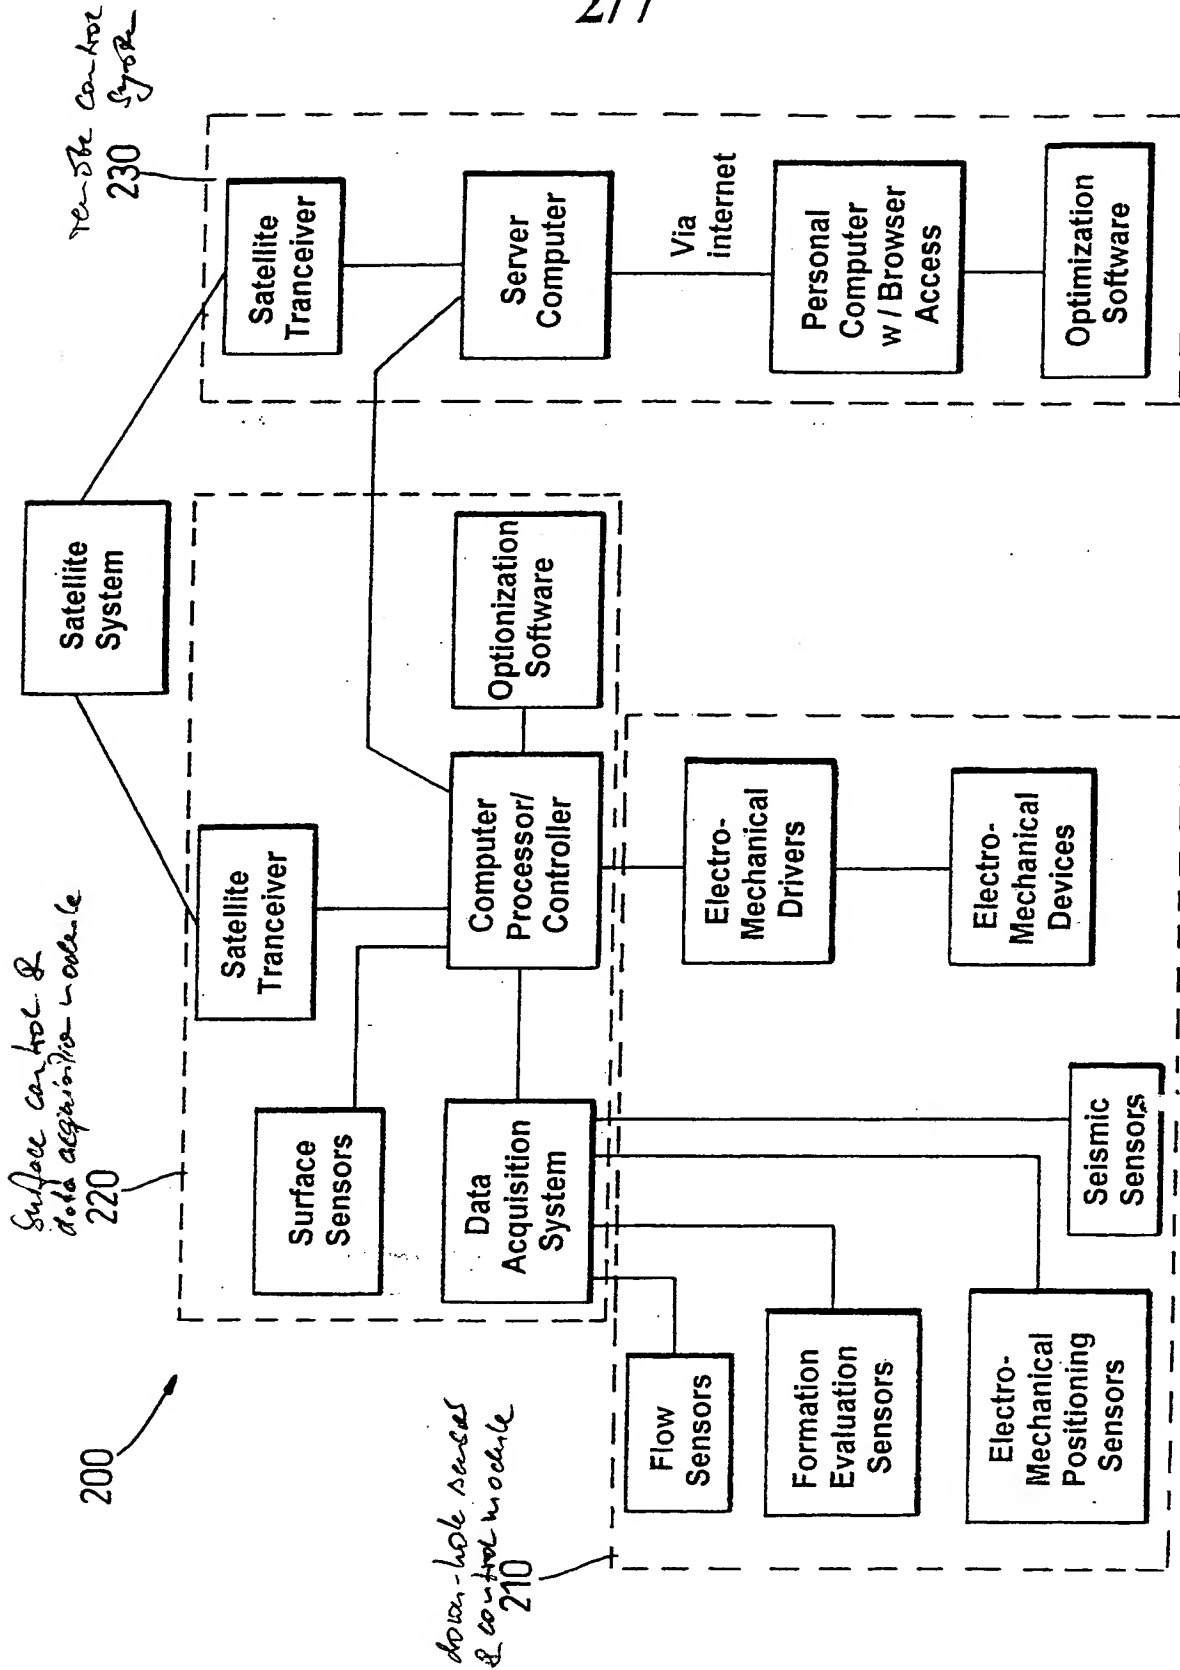 2/7
200
Surface control &
data acquisition module
220
remote control
System
230
down-hole sensor
& control module
210
Satellite
System
Satellite
Tranceiver
Surface
Sensors
Data
Acquisition
System
Computer
Processor/
Controller
Optionization
Software
Satellite
Tranceiver
Server
Computer
Via
internet
Personal
Computer
w/ Browser
Access
Optimization
Software
Flow
Sensors
Formation
Evaluation
Sensors
Electro-
Mechanical
Positioning
Sensors
Seismic
Sensors
Electro-
Mechanical
Drivers
Electro-
Mechanical
Devices